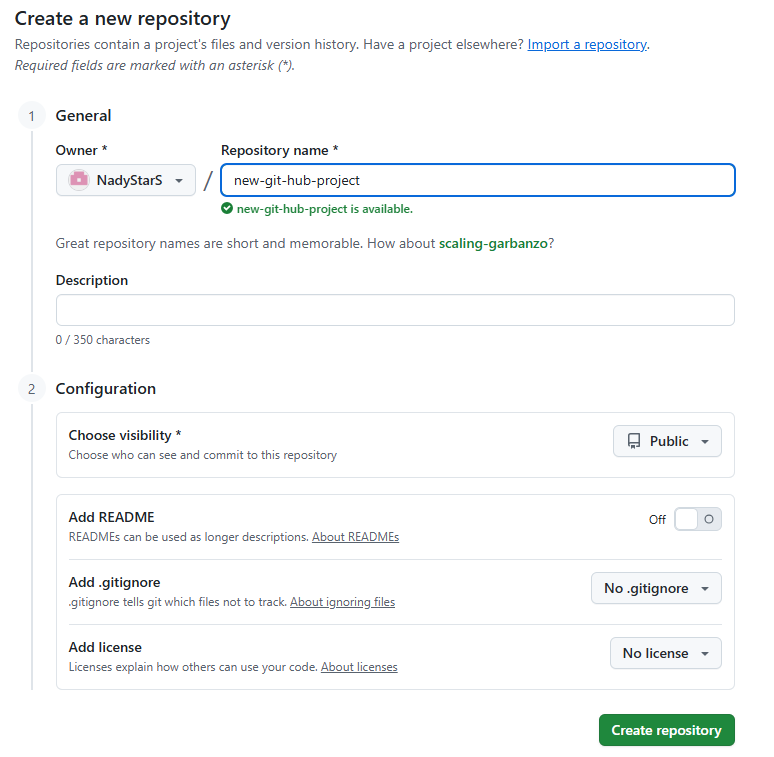 Create a new repository
Repositories contain a project's files and version history. Have a project elsewhere? Import a repository.
Required fields are marked with an asterisk (*).
1 General
Owner * Repository name *
NadyStarS / new-git-hub-project
new-git-hub-project is available.
Great repository names are short and memorable. How about scaling-garbanzo?
Description
0 / 350 characters
2 Configuration
Choose visibility *
Choose who can see and commit to this repository
Public
Add README
READMEs can be used as longer descriptions. About READMEs
Off
Add .gitignore
.gitignore tells git which files not to track. About ignoring files
No .gitignore
Add license
Licenses explain how others can use your code. About licenses
No license
Create repository